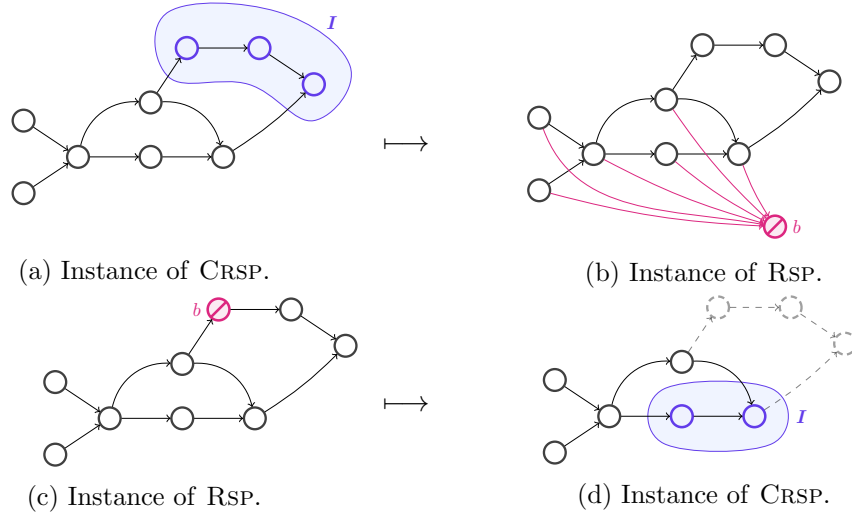 I
b
(a) Instance of CRSP.
(b) Instance of RSP.
b
I
(c) Instance of RSP.
(d) Instance of CRSP.